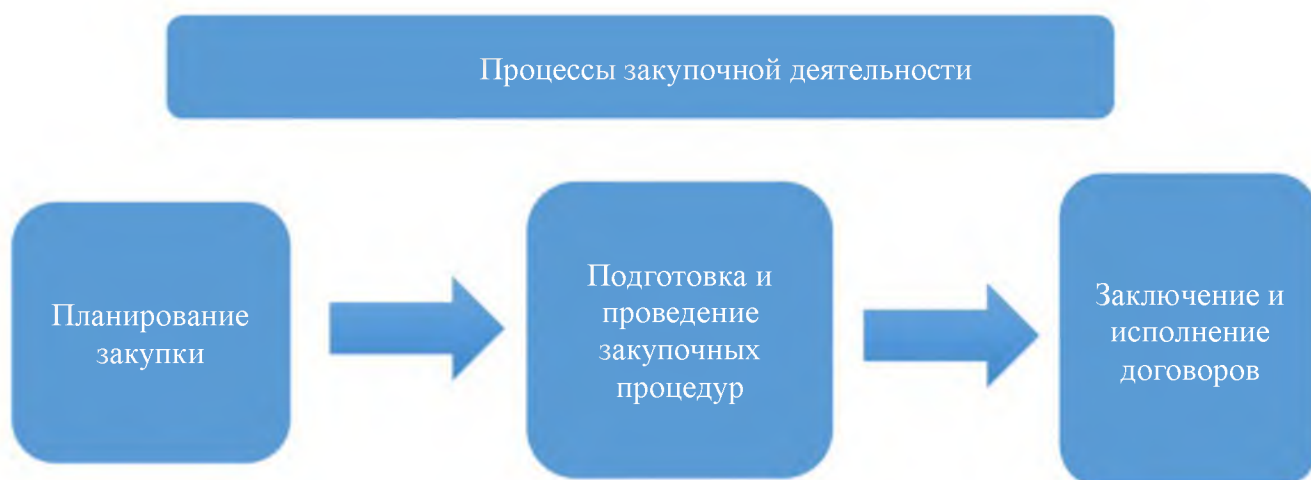 Процессы закупочной деятельности
Планирование
закупки
Подготовка и
проведение
закупочных
процедур
Заключение и
исполнение
договоров